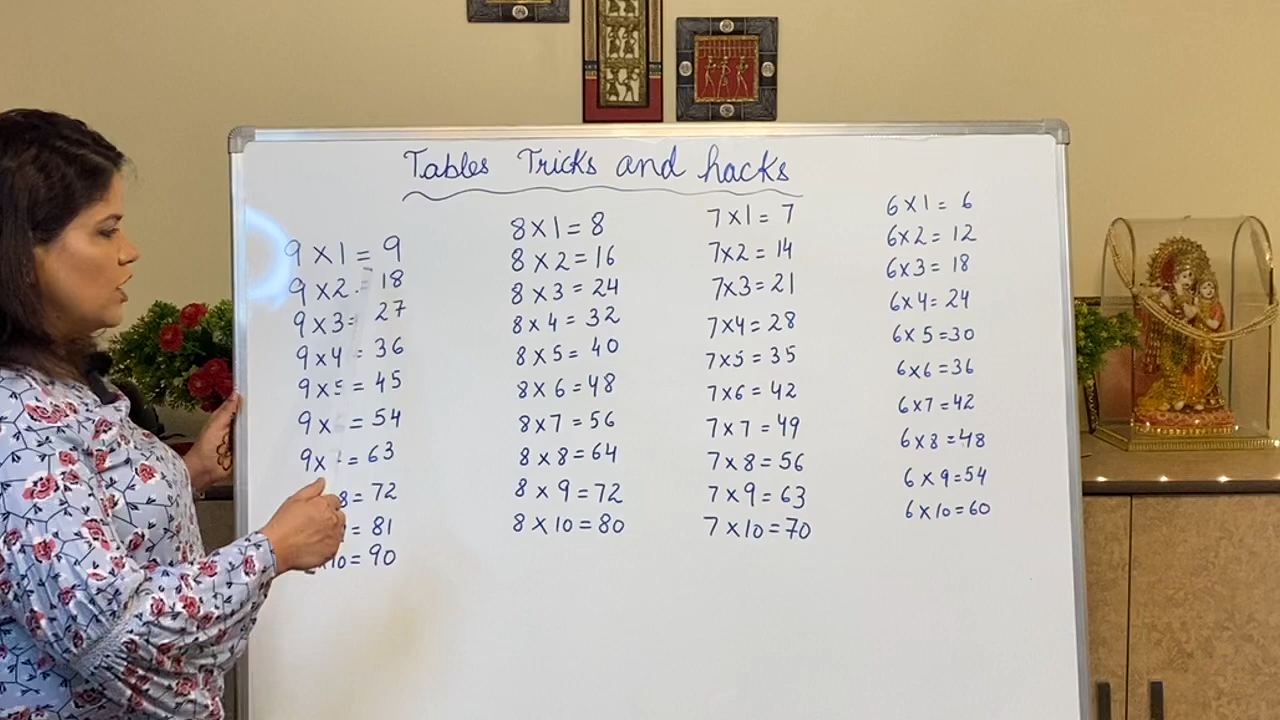 Tables Tricks and hacks
9 x 1 = 9
9 x 2 = 18
9 x 3 = 27
9 x 4 = 36
9 x 5 = 45
9 x = 54
9 x = 63
8 = 72
= 81
x 10 = 90
8 x 1 = 8
8 x 2 = 16
8 x 3 = 24
8 x 4 = 32
8 x 5 = 40
8 x 6 = 48
8 x 7 = 56
8 x 8 = 64
8 x 9 = 72
8 x 10 = 80
7 x 1 = 7
7 x 2 = 14
7 x 3 = 21
7 x 4 = 28
7 x 5 = 35
7 x 6 = 42
7 x 7 = 49
7 x 8 = 56
7 x 9 = 63
7 x 10 = 70
6 x 1 = 6
6 x 2 = 12
6 x 3 = 18
6 x 4 = 24
6 x 5 = 30
6 x 6 = 36
6 x 7 = 42
6 x 8 = 48
6 x 9 = 54
6 x 10 = 60